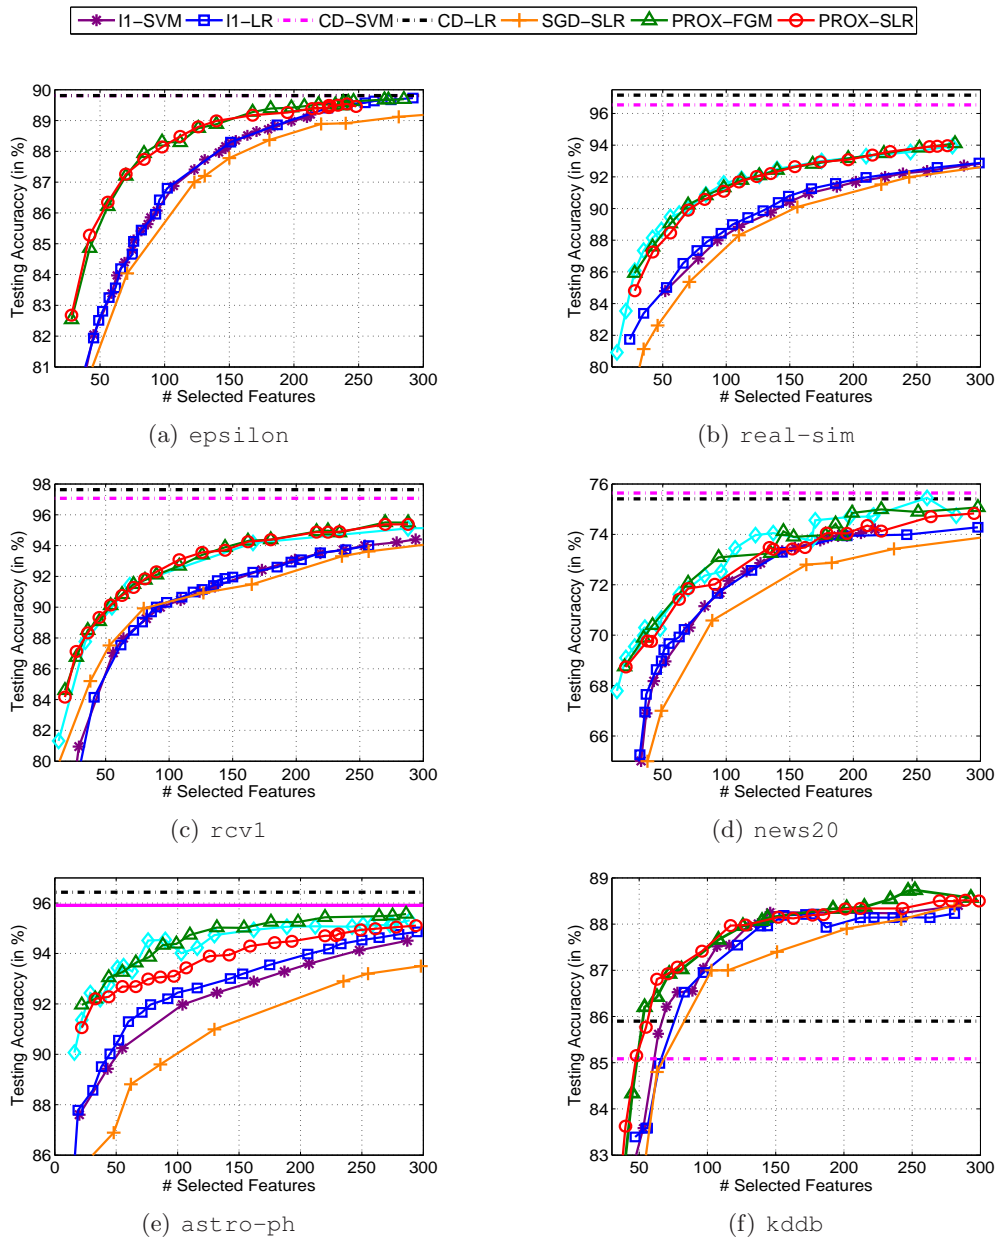 l1-SVM l1-LR CD-SVM CD-LR SGD-SLR PROX-FGM PROX-SLR
90
89
88
87
86
85
84
83
82
81
Testing Accuraccy (in %)
50 100 150 200 250 300
# Selected Features
(a) epsilon
96
94
92
90
88
86
84
82
80
Testing Accuraccy (in %)
50 100 150 200 250 300
# Selected Features
(b) real-sim
98
96
94
92
90
88
86
84
82
80
Testing Accuraccy (in %)
50 100 150 200 250 300
# Selected Features
(c) rcv1
76
74
72
70
68
66
Testing Accuraccy (in %)
50 100 150 200 250 300
# Selected Features
(d) news20
96
94
92
90
88
86
Testing Accuraccy (in %)
0 50 100 150 200 250 300
# Selected Features
(e) astro-ph
89
88
87
86
85
84
83
Testing Accuraccy (in %)
50 100 150 200 250 300
# Selected Features
(f) kddb